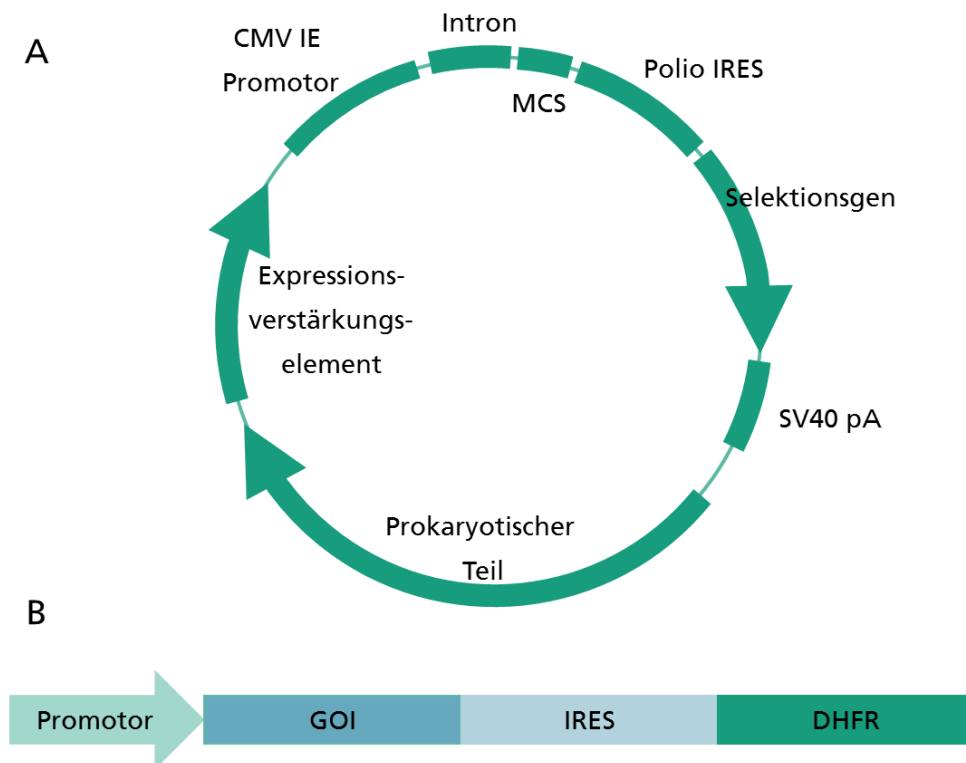 A
CMV IE
Promotor
Intron
MCS
Polio IRES
Selektionsgen
Expressions-
verstärkungs-
element
SV40 pA
Prokaryotischer
Teil
B
Promotor
GOI
IRES
DHFR